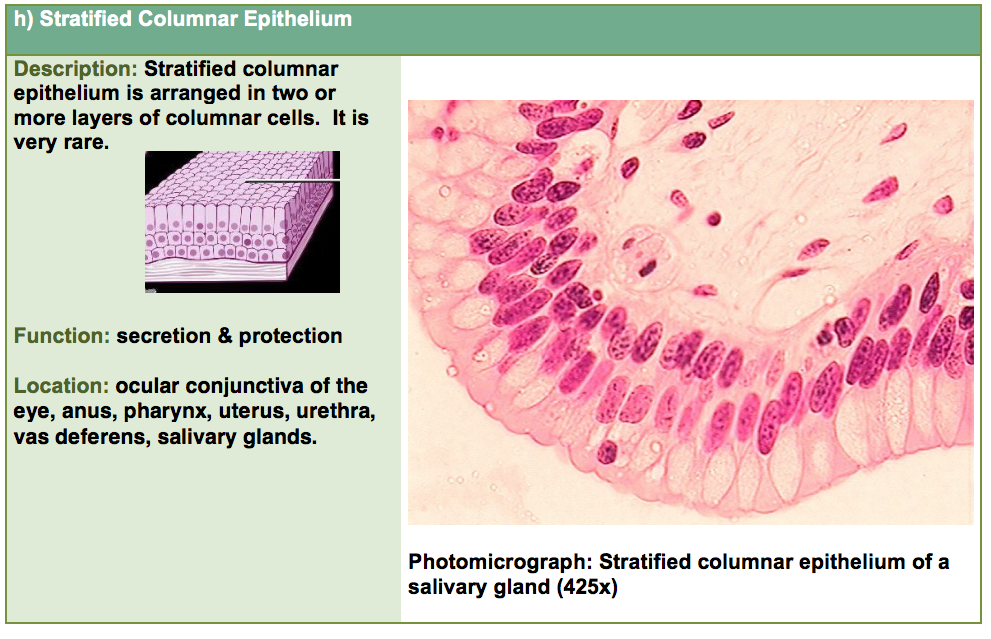 h) Stratified Columnar Epithelium
Description: Stratified columnar
epithelium is arranged in two or
more layers of columnar cells.  It is
very rare.
Function: secretion & protection
Location: ocular conjunctiva of the
eye, anus, pharynx, uterus, urethra,
vas deferens, salivary glands.
Photomicrograph: Stratified columnar epithelium of a
salivary gland (425x)